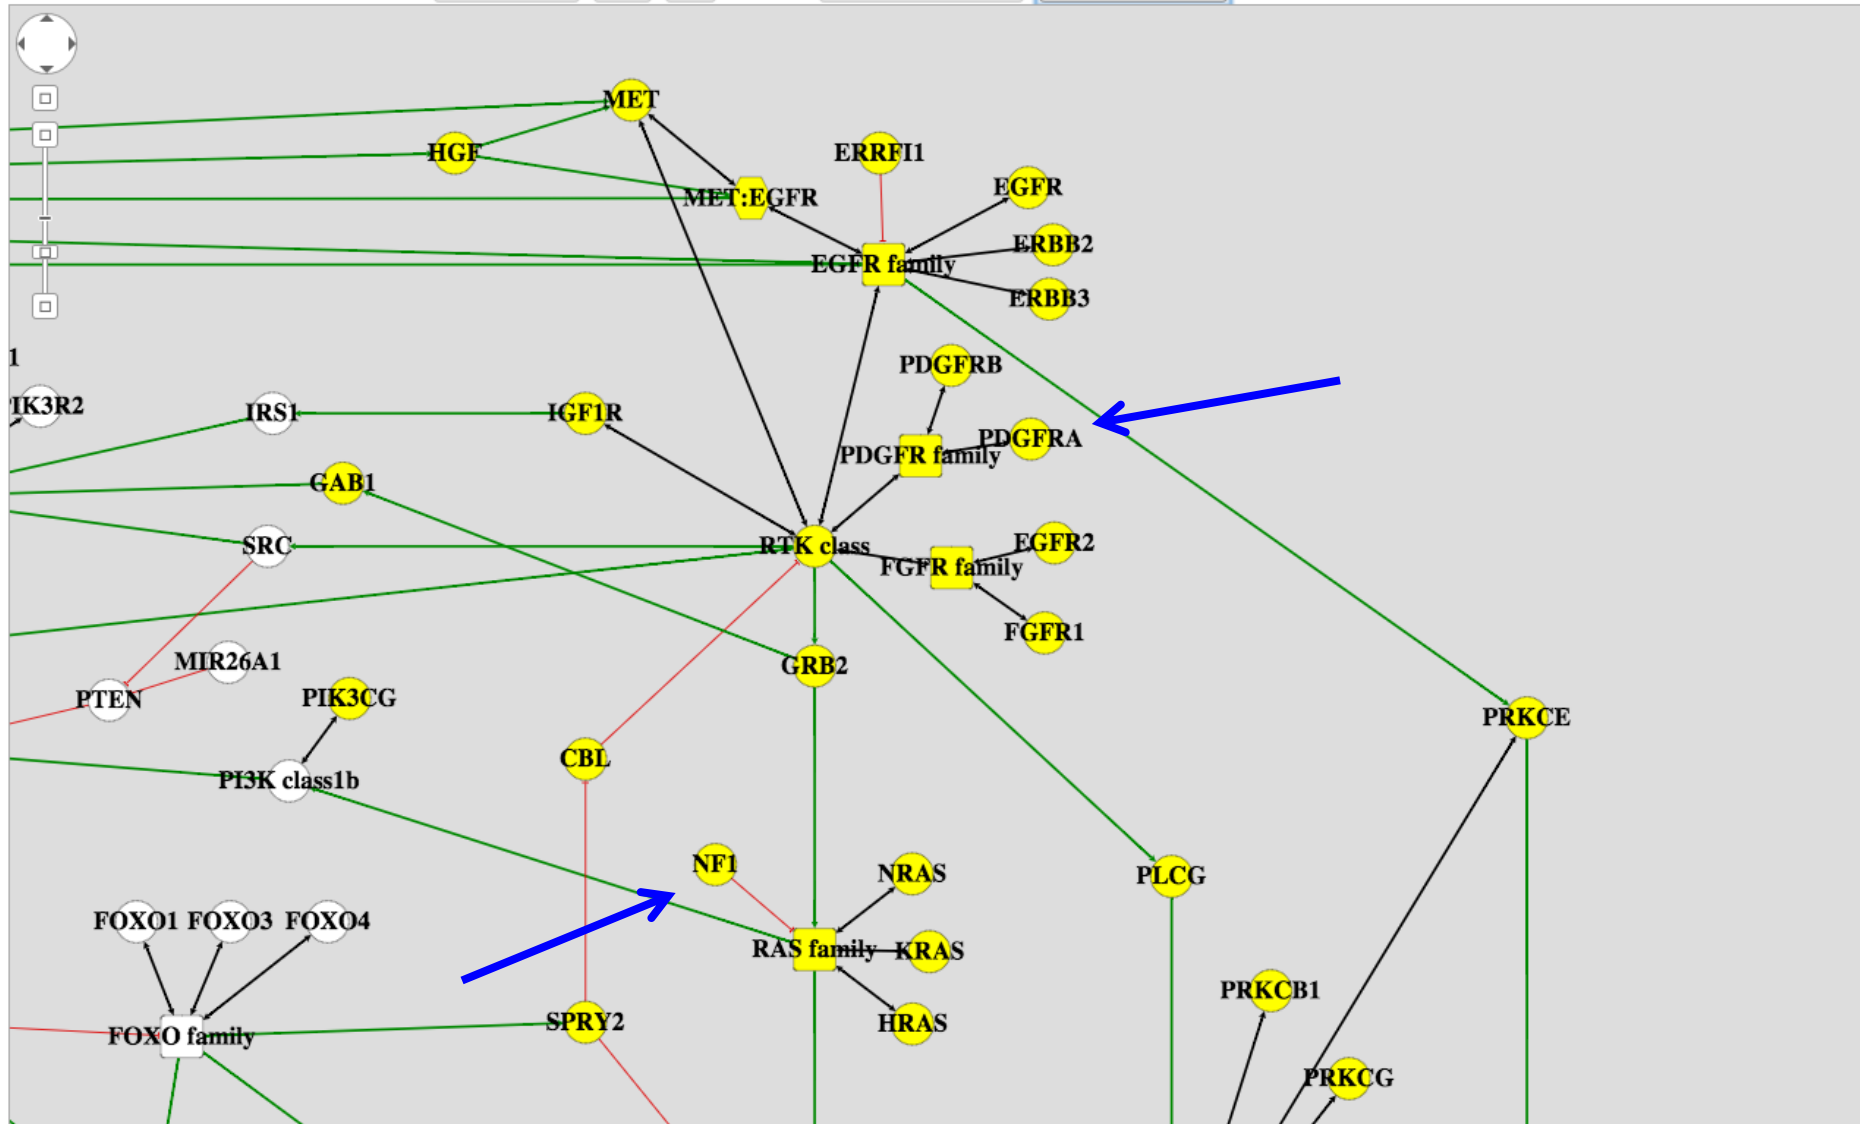 MET
HGF
ERRFI1
EGFR
MET:EGFR
ERBB2
EGFR family
ERBB3
1
PDGFRB
PIK3R2
IRS1
IGF1R
PDGFRA
PDGFR family
GAB1
SRC
RTK class
EGFR2
FGFR family
FGFR1
MIR26A1
GRB2
PTEN
PIK3CG
PRKCE
CBL
PI3K class1b
NF1
NRAS
PLCG
FOXO1
FOXO3
FOXO4
RAS family
KRAS
PRKCB1
SPRY2
HRAS
FOXO family
PRKCG